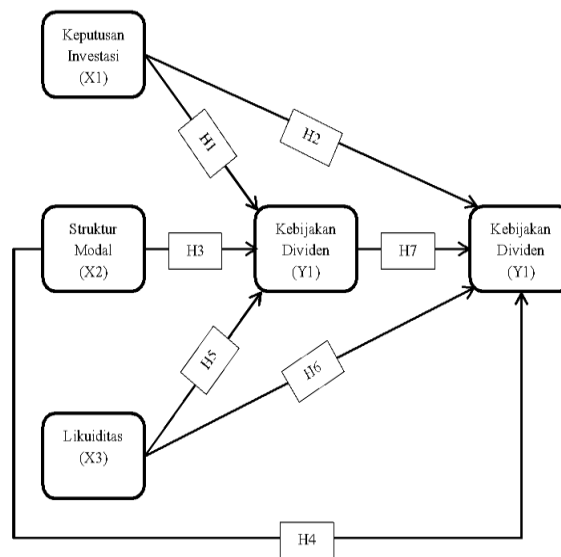 Keputusan
Investasi
(X1)
H1
H2
Struktur
Modal
(X2)
H3
Kebijakan
Dividen
(Y1)
H7
Kebijakan
Dividen
(Y1)
H5
H6
Likuiditas
(X3)
H4